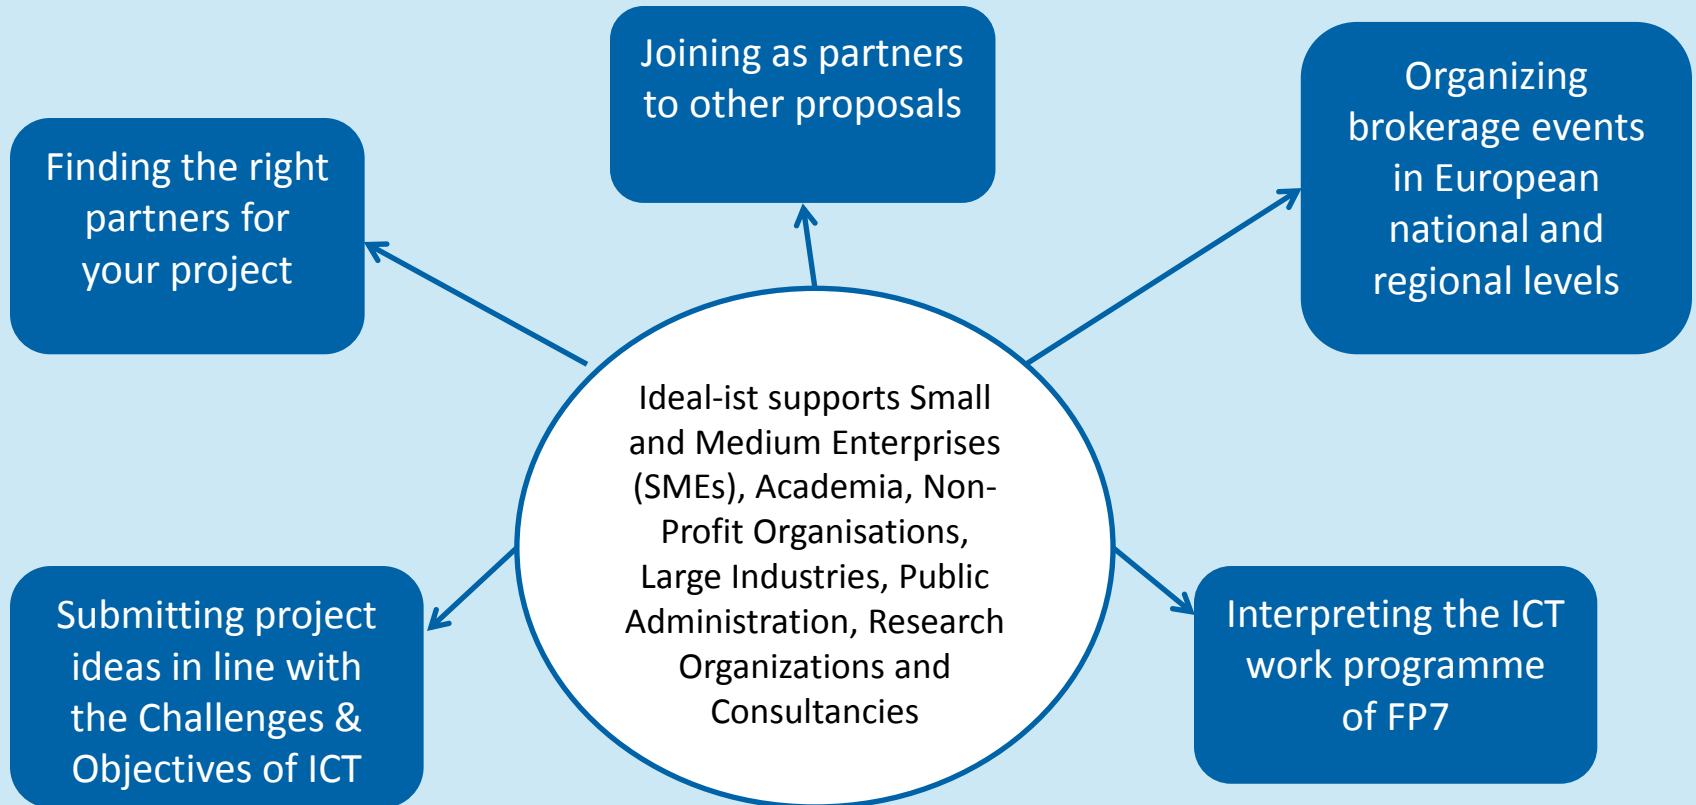 Joining as partners
to other proposals
Organizing
brokerage events
in European
national and
regional levels
Finding the right
partners for
your project
Ideal-ist supports Small
and Medium Enterprises
(SMEs), Academia, Non-
Profit Organisations,
Large Industries, Public
Administration, Research
Organizations and
Consultancies
Submitting project
ideas in line with
the Challenges &
Objectives of ICT
Interpreting the ICT
work programme
of FP7